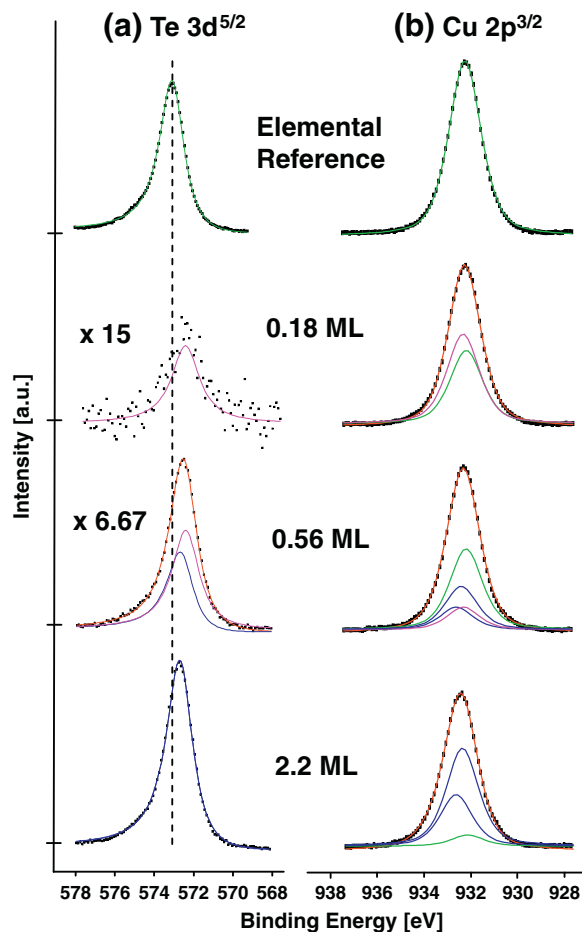 (a) Te 3d5/2
(b) Cu 2p3/2
Elemental
Reference
x 15
0.18 ML
x 6.67
0.56 ML
2.2 ML
Intensity [a.u.]
578 576 574 572 570 568
938 936 934 932 930 928
Binding Energy [eV]